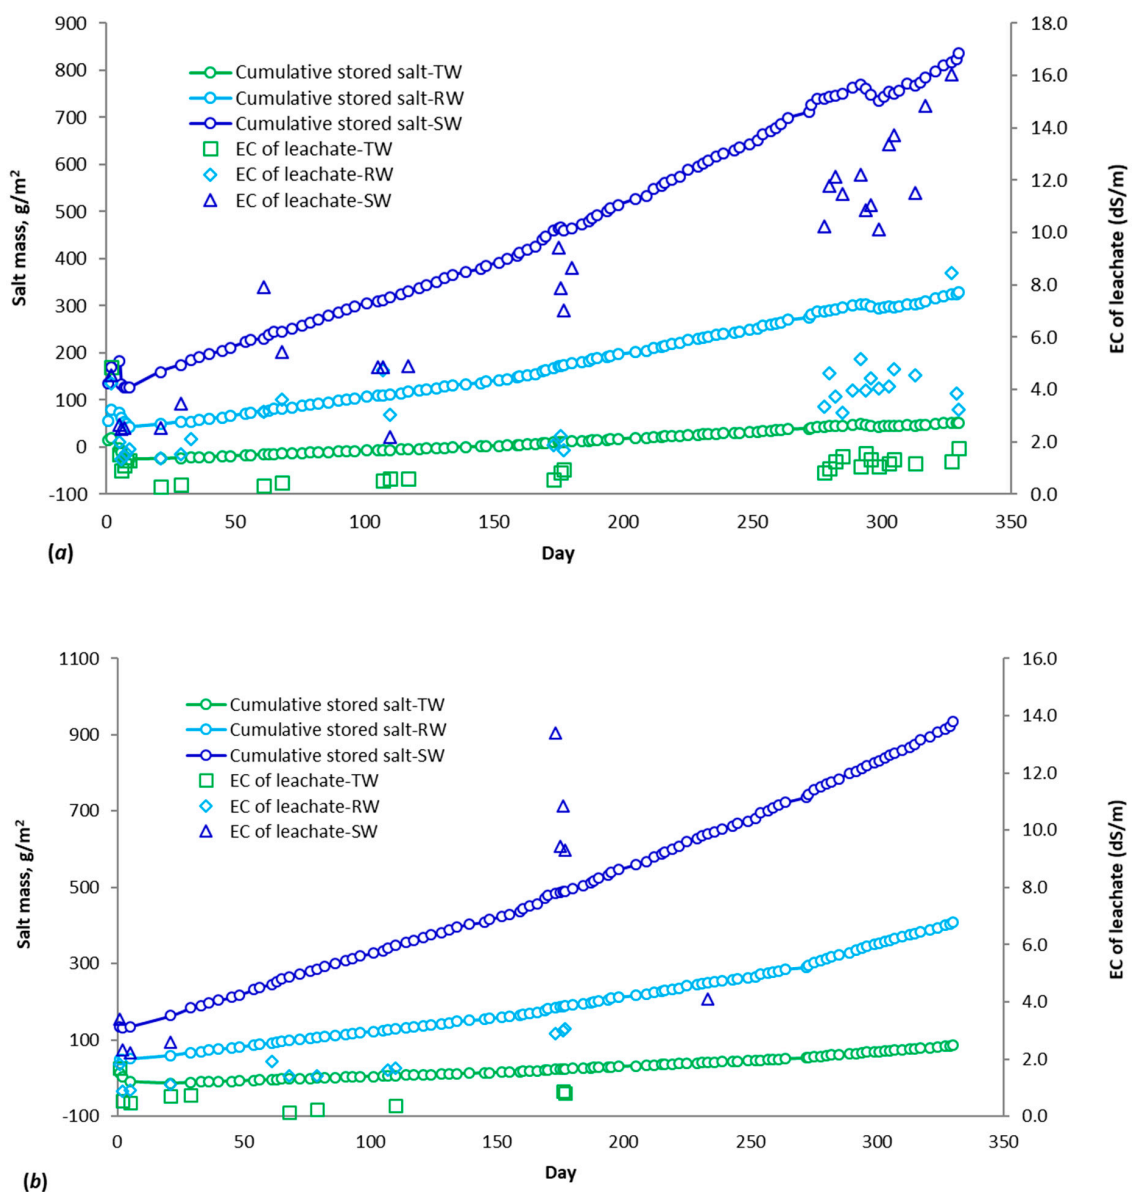 900
800
700
600
500
400
300
200
100
0
-100
Salt mass, g/m²
18.0
16.0
14.0
12.0
10.0
8.0
6.0
4.0
2.0
0.0
EC of leachate (dS/m)
Cumulative stored salt-TW
Cumulative stored salt-RW
Cumulative stored salt-SW
EC of leachate-TW
EC of leachate-RW
EC of leachate-SW
0 50 100 150 200 250 300 350
(a) Day
1100
900
700
500
300
100
-100
Salt mass, g/m²
16.0
14.0
12.0
10.0
8.0
6.0
4.0
2.0
0.0
EC of leachate (dS/m)
Cumulative stored salt-TW
Cumulative stored salt-RW
Cumulative stored salt-SW
EC of leachate-TW
EC of leachate-RW
EC of leachate-SW
0 50 100 150 200 250 300 350
Day
(b)